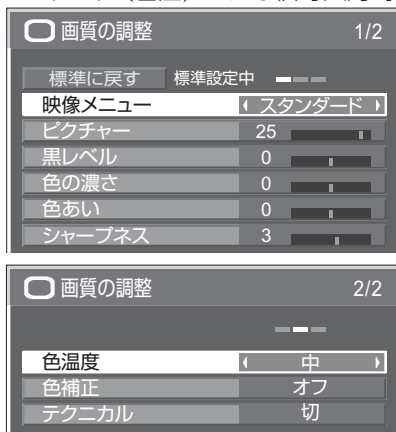 画質の調整 1/2
標準に戻す 標準設定中
映像メニュー スタンダード
ピクチャー 25
黒レベル 0
色の濃さ 0
色あい 0
シャープネス 3
画質の調整 2/2
色温度 中
色補正 オフ
テクニカル 切